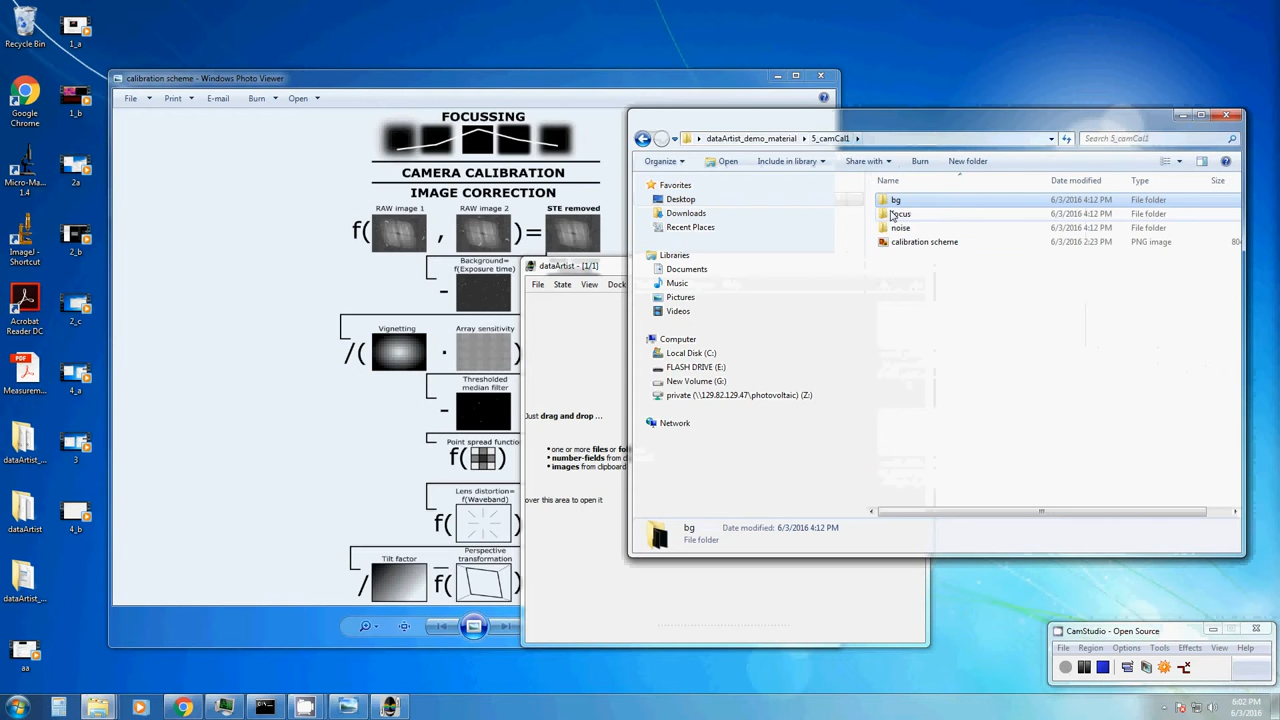 Recycle Bin
1_a
Google
Chrome
1_b
Micro-Ma...
1.4
2a
ImageJ -
Shortcut
2_b
Acrobat
Reader DC
2_c
Measurem...
4_a
dataArtist_...
3
dataArtist
4_b
dataArtist_...
aa
calibration scheme - Windows Photo Viewer
File
Print
E-mail
Burn
Open
FOCUSSING
CAMERA CALIBRATION
IMAGE CORRECTION
RAW image 1
RAW image 2
STE removed
f(
,
)=
Background=
f(Exposure time)
-
Vignetting
Array sensitivity
/(
·
)
Thresholded
median filter
-
Point spread functio
f(
)
Lens distortion=
f(Waveband)
f(
)
Tilt factor
Perspective
transformation
/
f(
)
dataArtist - [1/1]
File
State
View
Dock
Just drag and drop ...
• one or more files or fol
• number-fields from cl
• images from clipboard
over this area to open it
dataArtist_demo_material
5_camCal1
Search 5_camCal1
Organize
Open
Include in library
Share with
Burn
New folder
Favorites
Desktop
Downloads
Recent Places
Libraries
Documents
Music
Pictures
Videos
Computer
Local Disk (C:)
FLASH DRIVE (E:)
New Volume (G:)
private (\\129.82.129.47\photovoltaic) (Z:)
Network
Name
Date modified
Type
Size
bg
6/3/2016 4:12 PM
File folder
focus
6/3/2016 4:12 PM
File folder
noise
6/3/2016 4:12 PM
File folder
calibration scheme
6/3/2016 2:23 PM
PNG image
80
bg
Date modified: 6/3/2016 4:12 PM
File folder
CamStudio - Open Source
File
Region
Options
Tools
Effects
View
Help
6:02 PM
6/3/2016